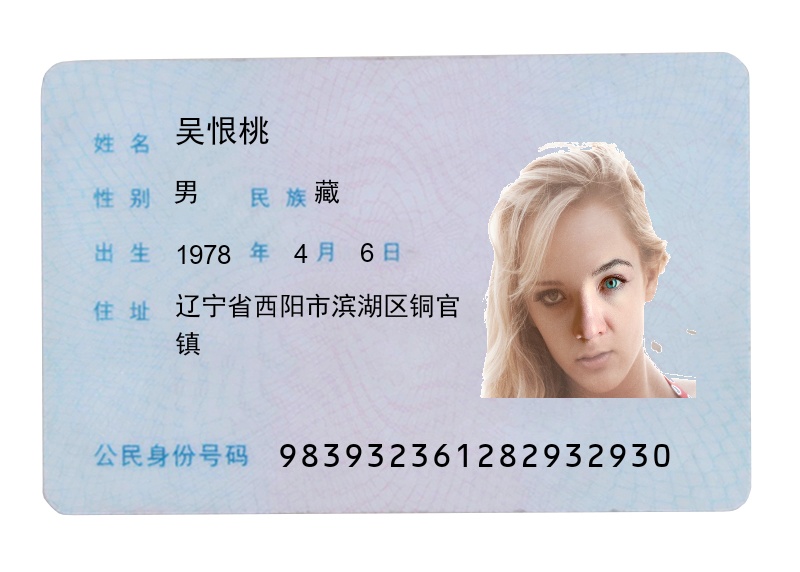 姓名 吴恨桃
性别 男 民族 藏
出生 1978 年 4 月 6 日
住址 辽宁省西阳市滨湖区铜官
镇
公民身份号码 983932361282932930